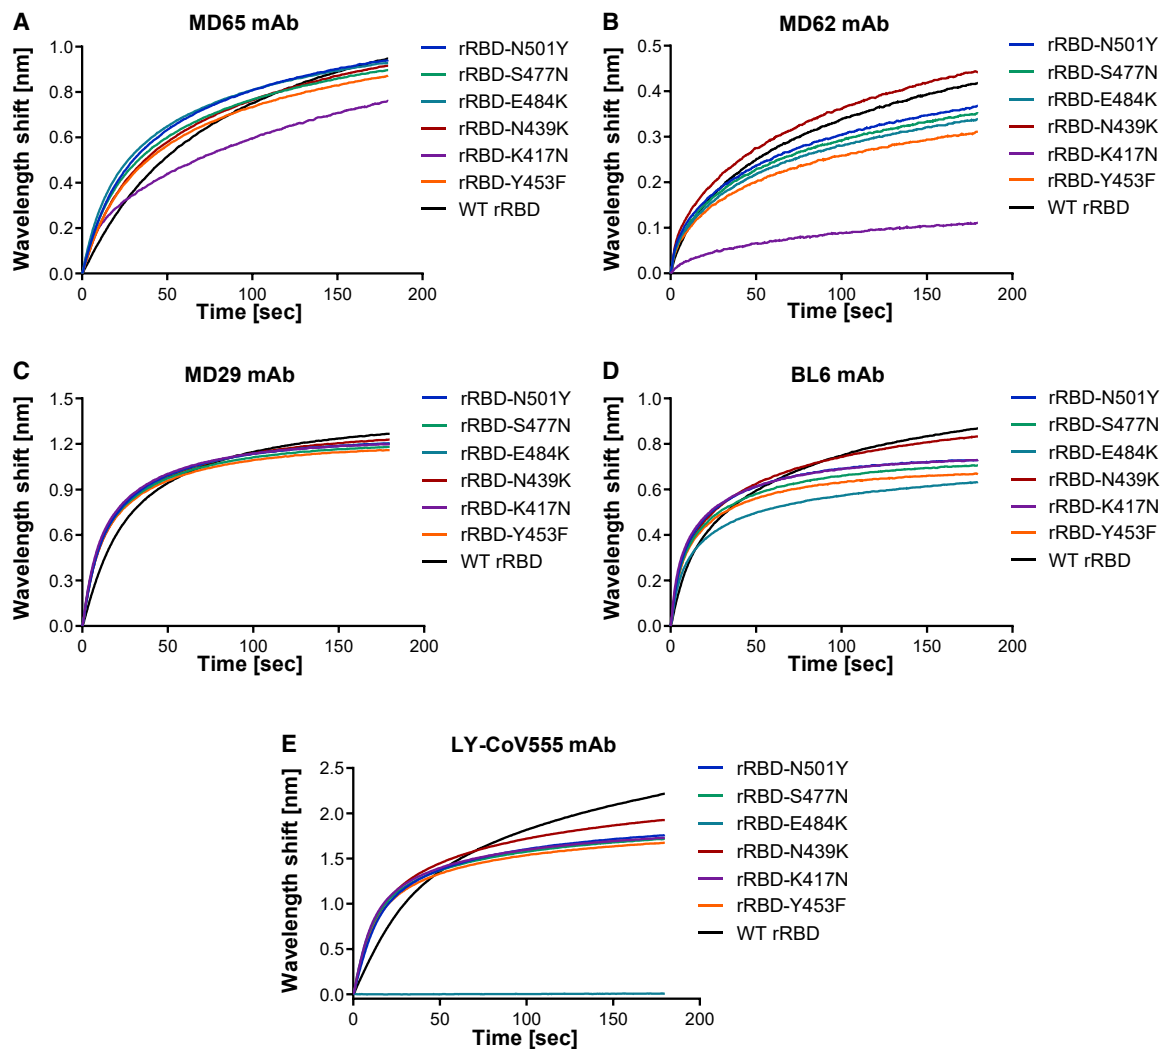 A
MD65 mAb
Wavelength shift [nm]
1.0
0.8
0.6
0.4
0.2
0.0
0
50
100
150
200
Time [sec]
rRBD-N501Y
rRBD-S477N
rRBD-E484K
rRBD-N439K
rRBD-K417N
rRBD-Y453F
WT rRBD
B
MD62 mAb
Wavelength shift [nm]
0.5
0.4
0.3
0.2
0.1
0.0
0
50
100
150
200
Time [sec]
rRBD-N501Y
rRBD-S477N
rRBD-E484K
rRBD-N439K
rRBD-K417N
rRBD-Y453F
WT rRBD
C
MD29 mAb
Wavelength shift [nm]
1.5
1.2
0.9
0.6
0.3
0.0
0
50
100
150
200
Time [sec]
rRBD-N501Y
rRBD-S477N
rRBD-E484K
rRBD-N439K
rRBD-K417N
rRBD-Y453F
WT rRBD
D
BL6 mAb
Wavelength shift [nm]
1.0
0.8
0.6
0.4
0.2
0.0
0
50
100
150
200
Time [sec]
rRBD-N501Y
rRBD-S477N
rRBD-E484K
rRBD-N439K
rRBD-K417N
rRBD-Y453F
WT rRBD
E
LY-CoV555 mAb
Wavelength shift [nm]
2.5
2.0
1.5
1.0
0.5
0.0
0
50
100
150
200
Time [sec]
rRBD-N501Y
rRBD-S477N
rRBD-E484K
rRBD-N439K
rRBD-K417N
rRBD-Y453F
WT rRBD